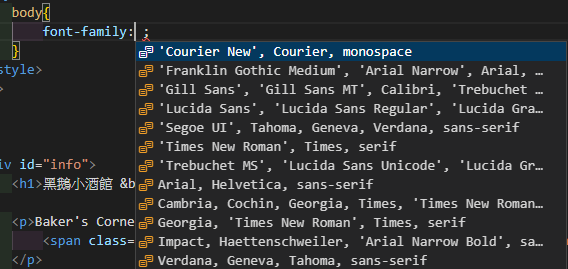 body{
font-family: ;
}
style>
>
iv id="info">
<h1>黑鵝小酒館 &b
<p>Baker's Corne
<span class=
</p>
'Courier New', Courier, monospace
'Franklin Gothic Medium', 'Arial Narrow', Arial, …
'Gill Sans', 'Gill Sans MT', Calibri, 'Trebuchet …
'Lucida Sans', 'Lucida Sans Regular', 'Lucida Gra…
'Segoe UI', Tahoma, Geneva, Verdana, sans-serif
'Times New Roman', Times, serif
'Trebuchet MS', 'Lucida Sans Unicode', 'Lucida Gr…
Arial, Helvetica, sans-serif
Cambria, Cochin, Georgia, Times, 'Times New Roman…
Georgia, 'Times New Roman', Times, serif
Impact, Haettenschweiler, 'Arial Narrow Bold', sa…
Verdana, Geneva, Tahoma, sans-serif